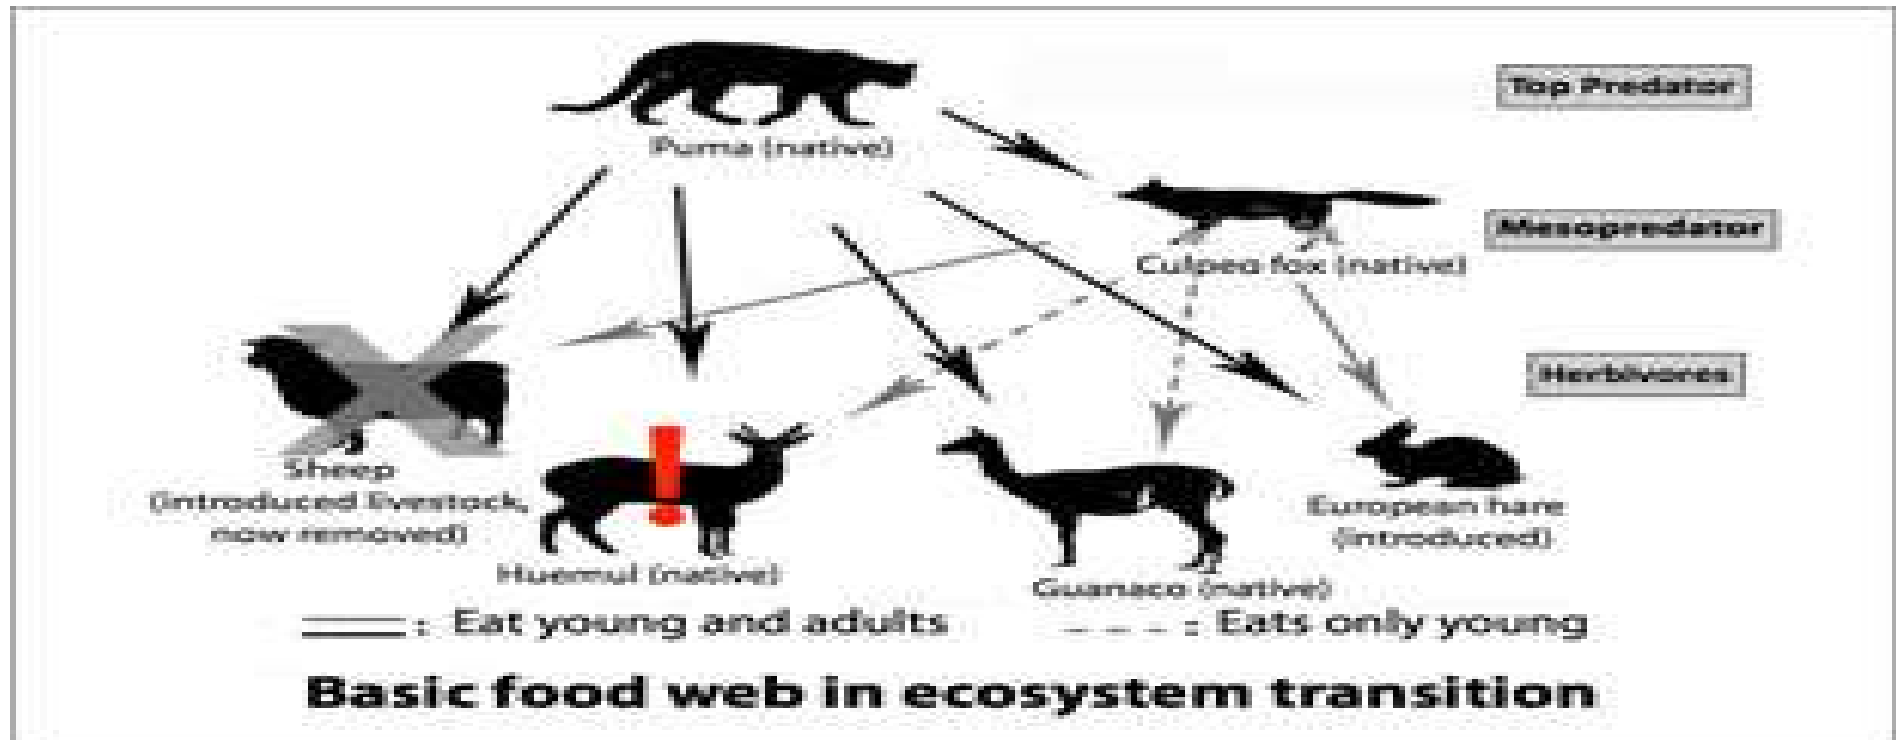 Top Predator
Puma (native)
Mesopredator
Culpeo fox (native)
Herbivores
Sheep
(introduced livestock,
now removed)
Huemul (native)
Guanaco (native)
European hare
(introduced)
: Eat young and adults
: Eats only young
Basic food web in ecosystem transition